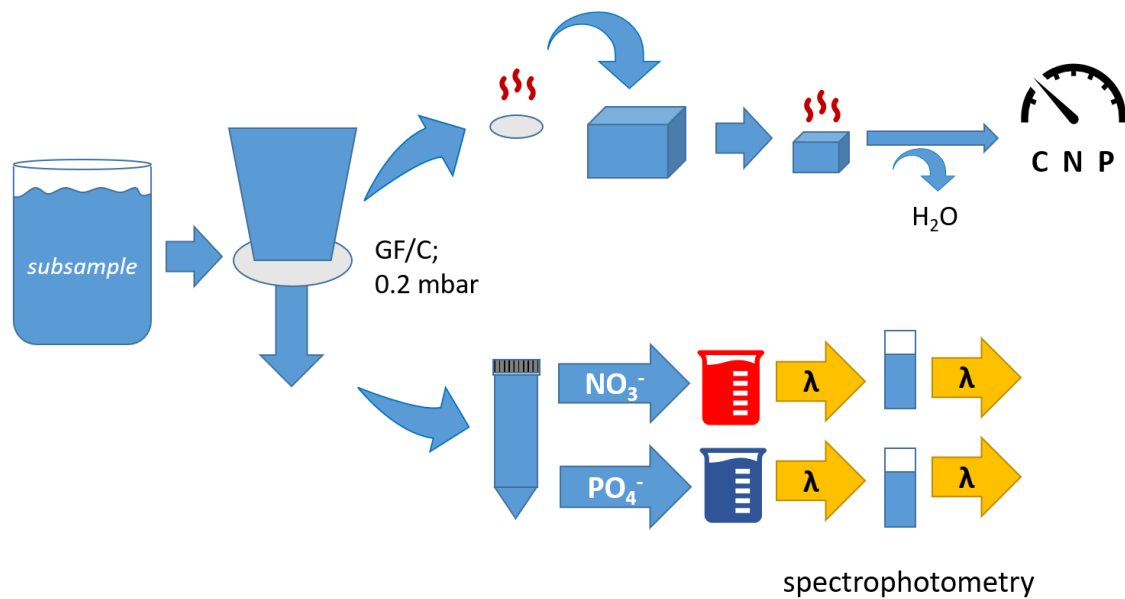 subsample
GF/C;
0.2 mbar
C N P
H₂O
NO₃⁻
λ
λ
PO₄⁻
λ
λ
spectrophotometry